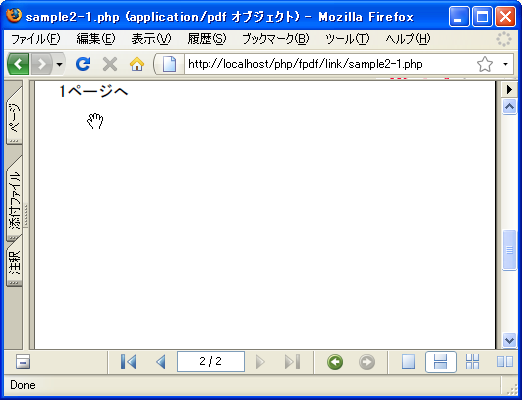 sample2-1.php (application/pdf オブジェクト) - Mozilla Firefox
ファイル(F) 編集(E) 表示(V) 履歴(S) ブックマーク(B) ツール(T) ヘルプ(H)
http://localhost/php/fpdf/link/sample2-1.php
1ページへ
ページ
添付ファイル
注釈
2 / 2
Done